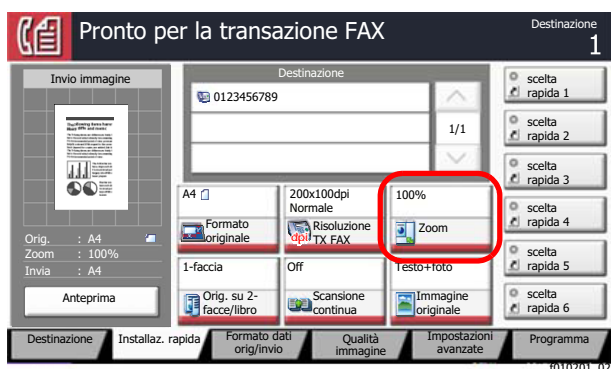 Pronto per la transazione FAX
Destinazione
1
Invio immagine
Orig. : A4
Zoom : 100%
Invia : A4
Anteprima
Destinazione
0123456789
1/1
A4
Formato originale
200x100dpi
Normale
dpi
Risoluzione
TX FAX
100%
Zoom
1-faccia
Orig. su 2-
facce/libro
Off
Scansione
continua
Testo+foto
Immagine
originale
scelta
rapida 1
scelta
rapida 2
scelta
rapida 3
scelta
rapida 4
scelta
rapida 5
scelta
rapida 6
Destinazione
Installaz. rapida
Formato dati
orig/invio
Qualità
immagine
Impostazioni
avanzate
Programma